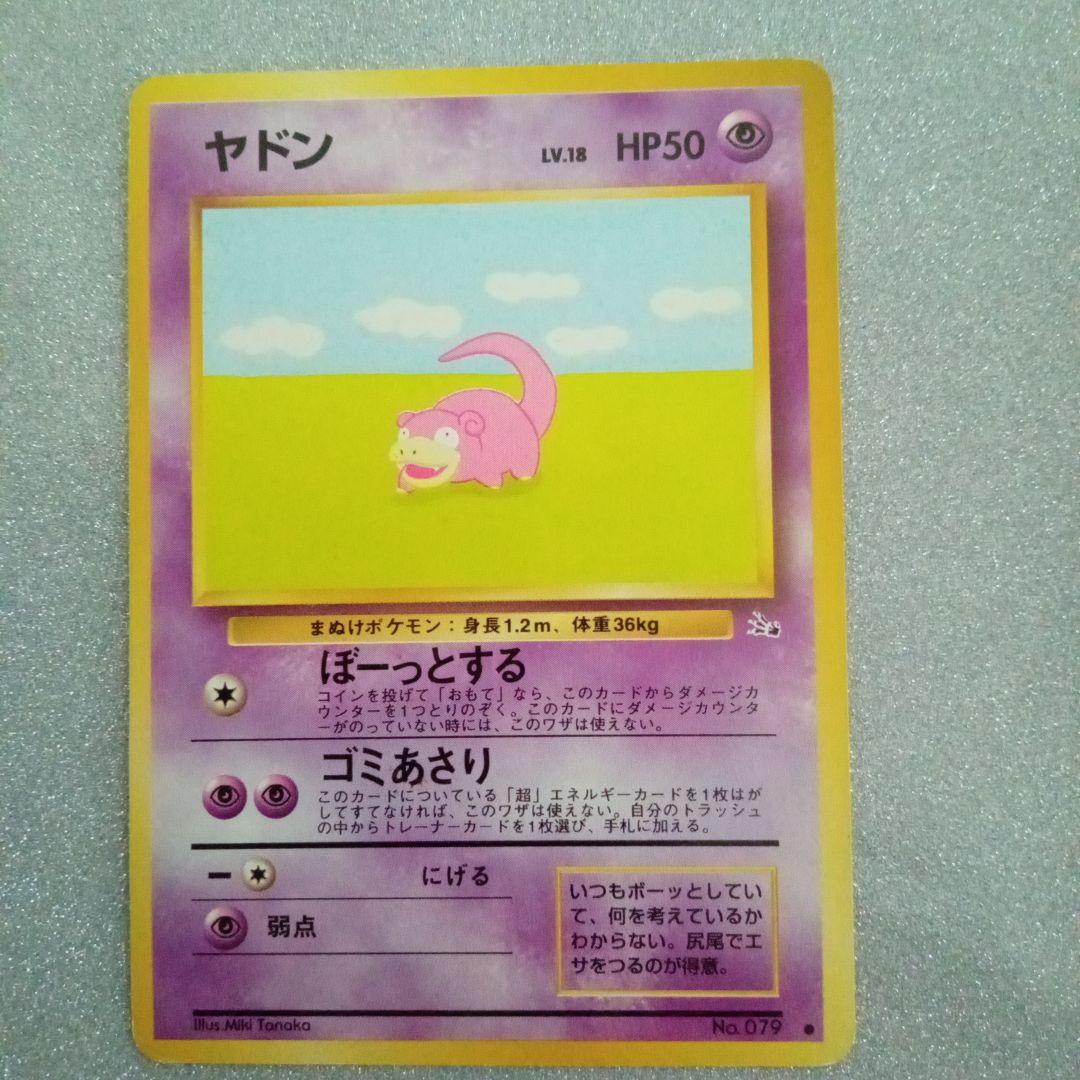 ヤドン LV.18 HP50
まぬけポケモン：身長1.2m、体重36kg
ぼーっとする
コインを投げて「おもて」なら、このカードからダメージカ
ウンターを1つとりのぞく。このカードにダメージカウンタ
ーがのっていない時には、このワザは使えない。
ゴミあさり
このカードについている「超」エネルギーカードを1枚はが
してすてなければ、このワザは使えない。自分のトラッシュ
の中からトレーナーカードを1枚選び、手札に加える。
ー にげる
弱点
いつもボーッとしてい
て、何を考えているか
わからない。尻尾でエ
サをつるのが得意。
Illus.Miki Tanaka No.079